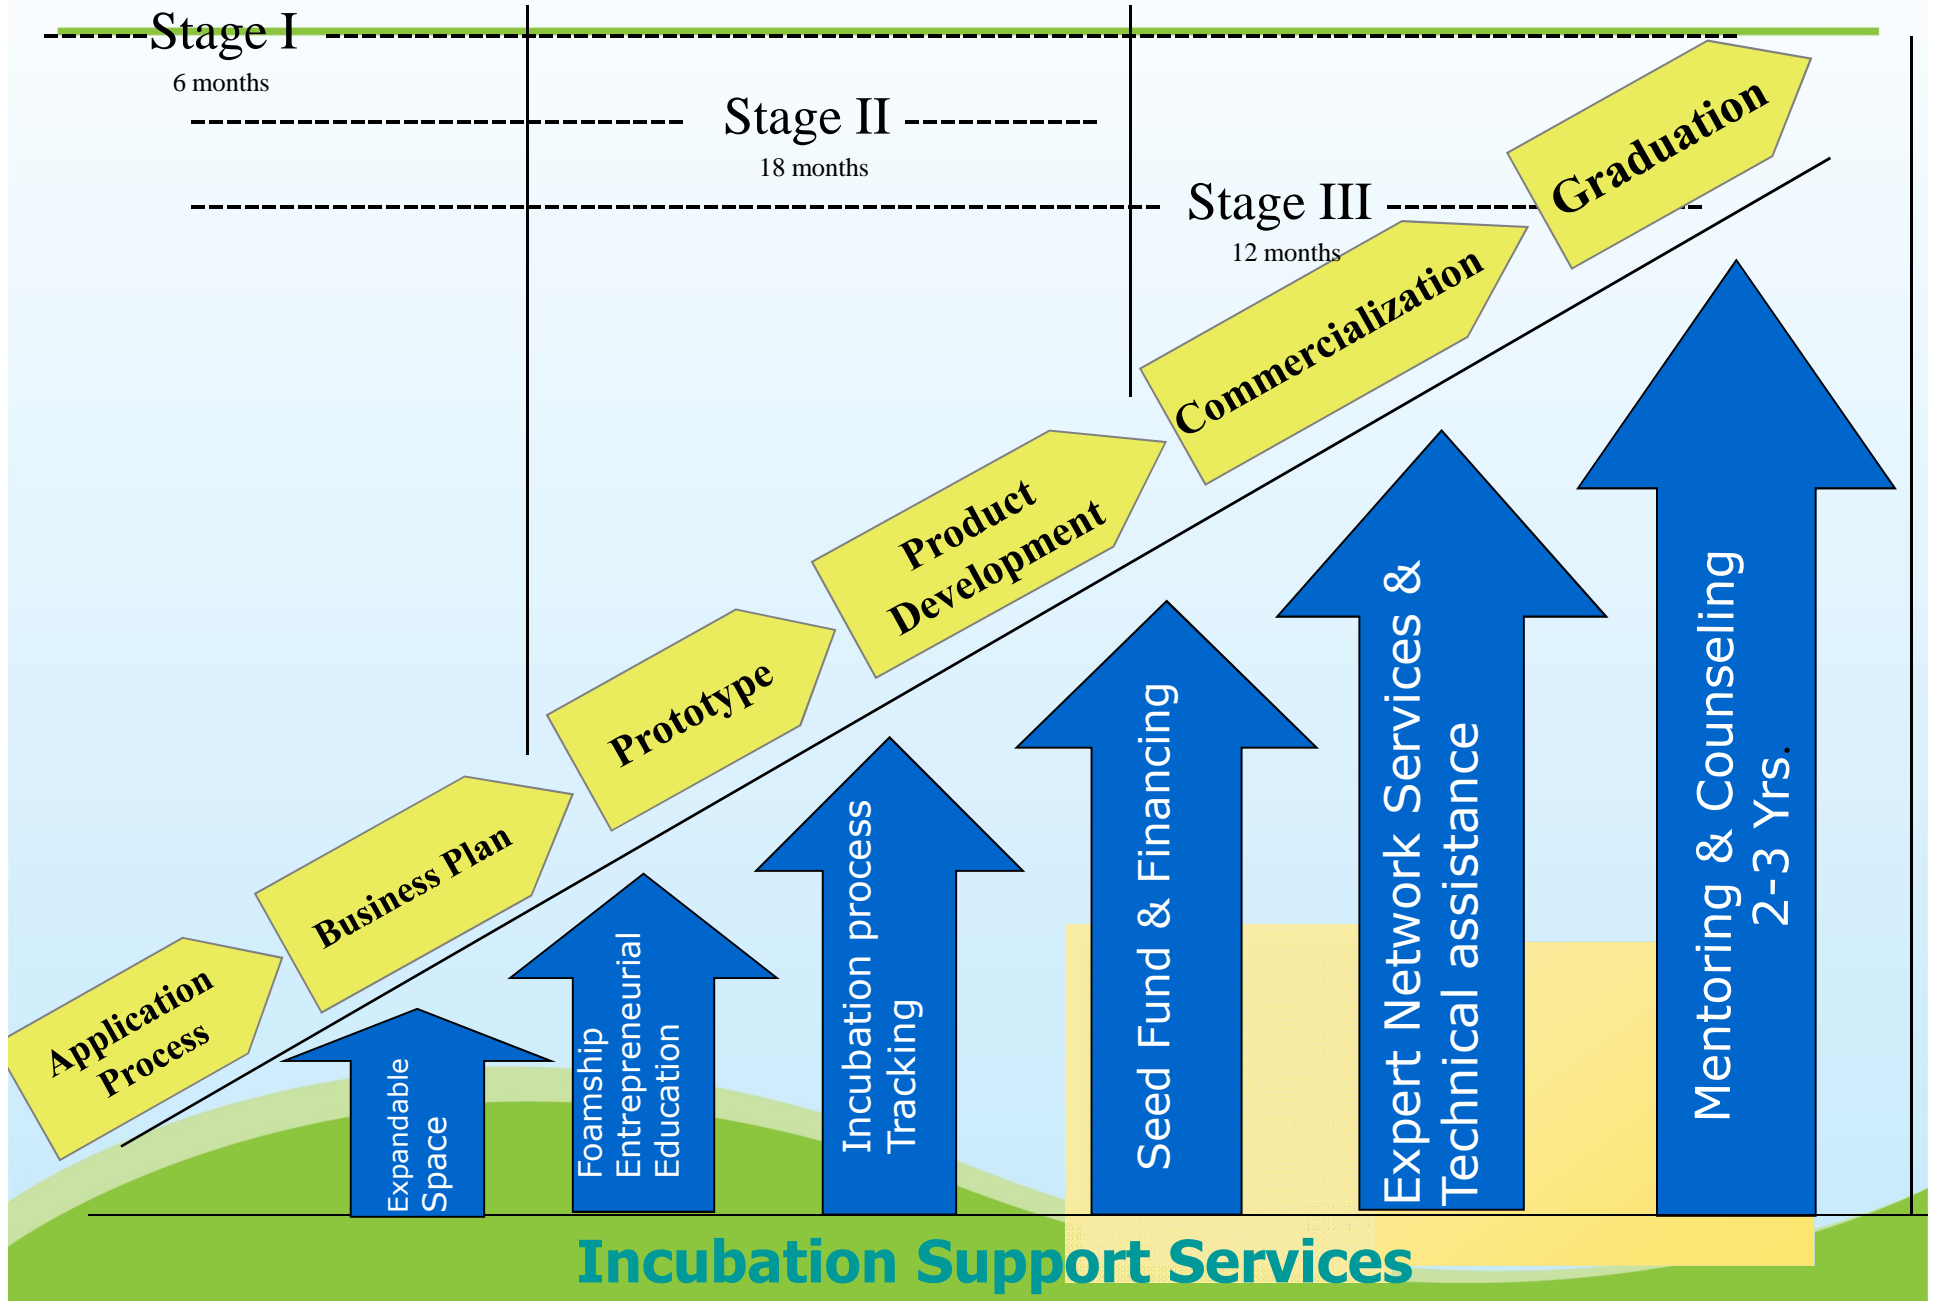 Stage I
6 months
Stage II
18 months
Stage III
12 months
Graduation
Commercialization
Product
Development
Prototype
Business Plan
Application
Process
Expandable
Space
Foamship
Entrepreneurial
Education
Incubation process
Tracking
Seed Fund & Financing
Expert Network Services &
Technical assistance
Mentoring & Counseling
2-3 Yrs.
Incubation Support Services